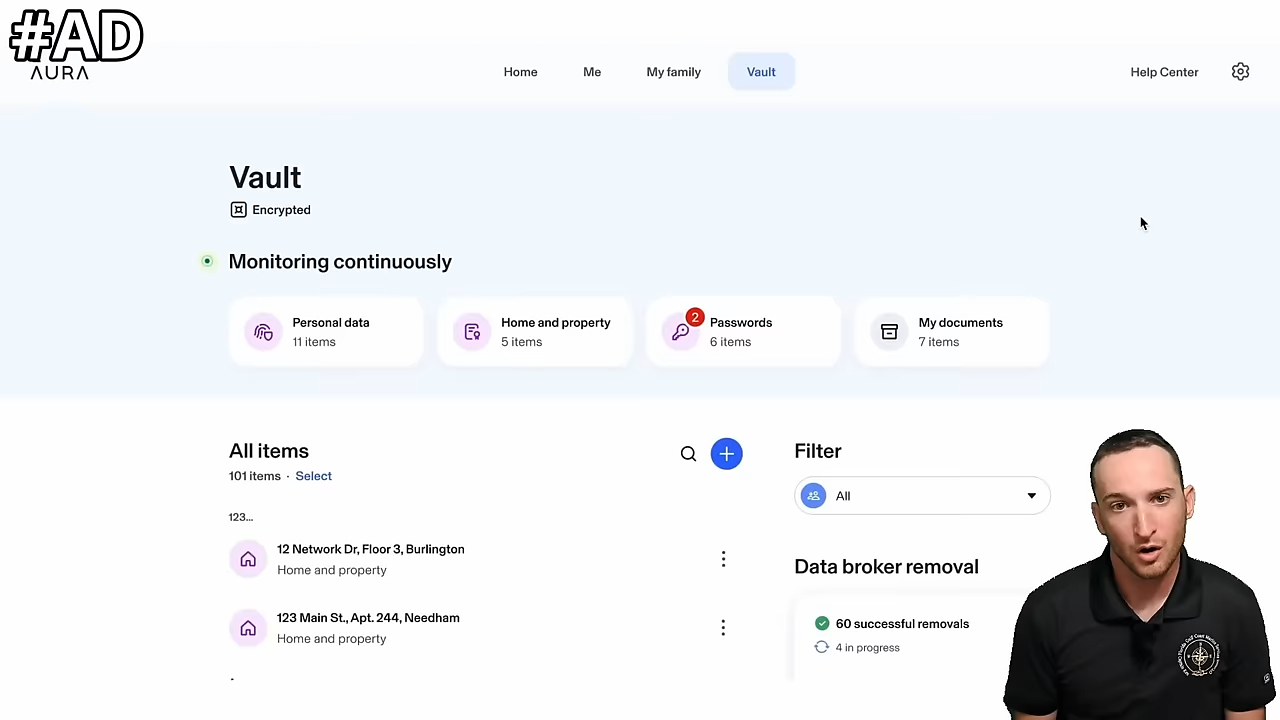 #AD
AURA
Home
Me
My family
Vault
Help Center
Vault
Encrypted
Monitoring continuously
Personal data
11 items
Home and property
5 items
2
Passwords
6 items
My documents
7 items
All items
101 items · Select
123...
12 Network Dr, Floor 3, Burlington
Home and property
123 Main St., Apt. 244, Needham
Home and property
Filter
All
Data broker removal
60 successful removals
4 in progress